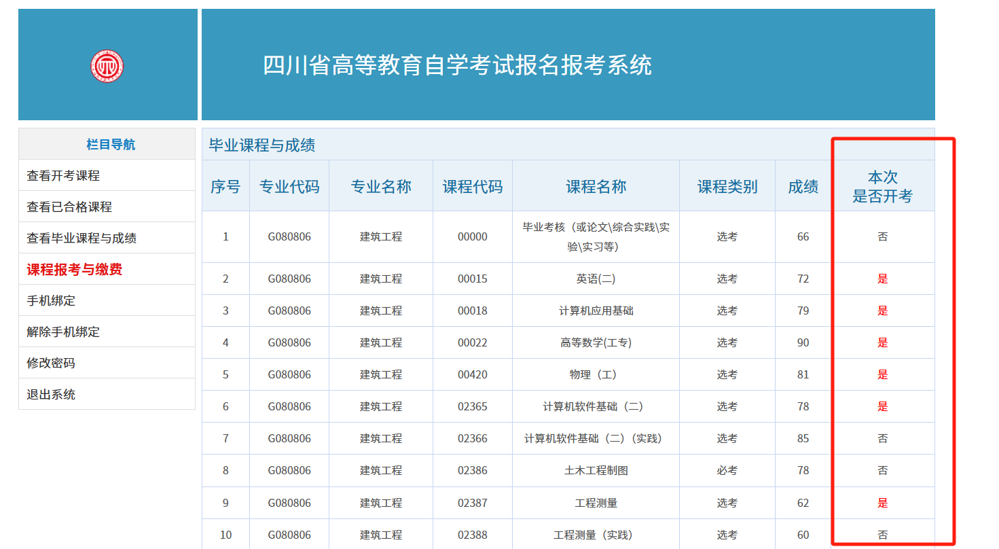 四川省高等教育自学考试报名报考系统
栏目导航
查看开考课程
查看已合格课程
查看毕业课程与成绩
课程报考与缴费
手机绑定
解除手机绑定
修改密码
退出系统
毕业课程与成绩
序号 专业代码 专业名称 课程代码 课程名称 课程类别 成绩 本次
是否开考
1 G080806 建筑工程 00000 毕业考核（或论文\综合实践\实
验\实习等） 选考 66 否
2 G080806 建筑工程 00015 英语(二) 选考 72 是
3 G080806 建筑工程 00018 计算机应用基础 选考 79 是
4 G080806 建筑工程 00022 高等数学(工专) 选考 90 是
5 G080806 建筑工程 00420 物理（工） 选考 81 是
6 G080806 建筑工程 02365 计算机软件基础（二） 选考 78 是
7 G080806 建筑工程 02366 计算机软件基础（二）（实践） 选考 85 否
8 G080806 建筑工程 02386 土木工程制图 必考 78 否
9 G080806 建筑工程 02387 工程测量 选考 62 是
10 G080806 建筑工程 02388 工程测量（实践） 选考 60 否